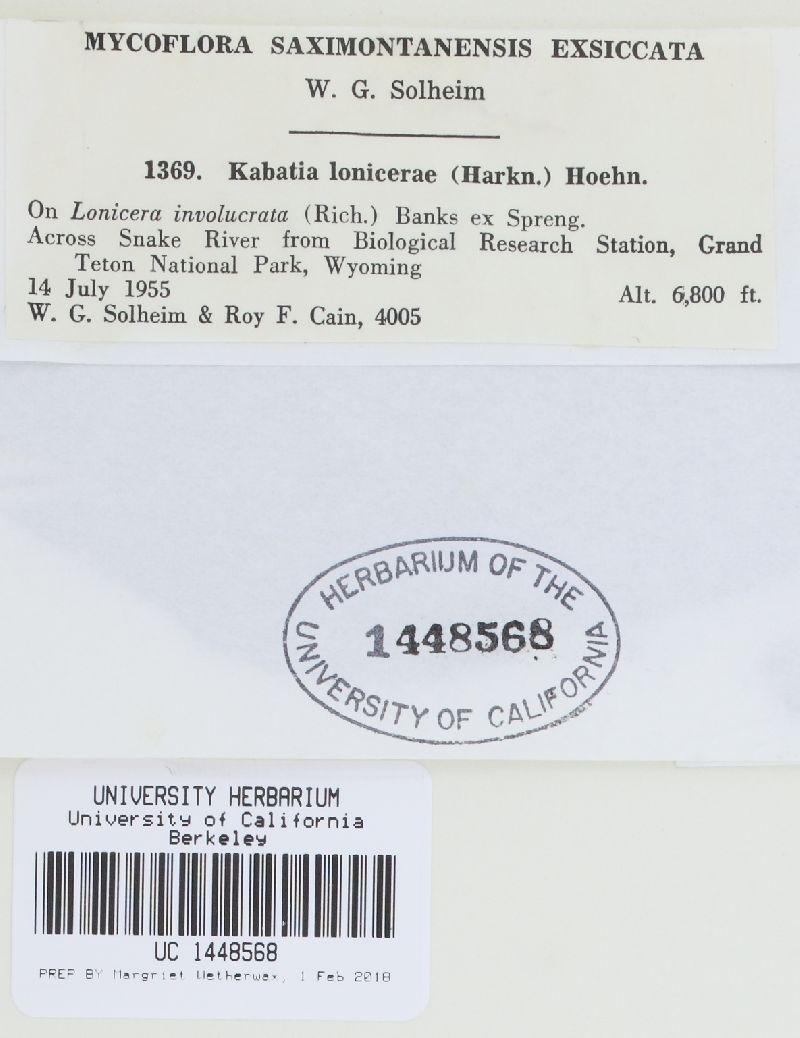 MYCOFLORA SAXIMONTANENSIS EXSICCATA
W. G. Solheim
1369. Kabatia lonicerae (Harkn.) Hoehn.
On Lonicera involucrata (Rich.) Banks ex Spreng.
Across Snake River from Biological Research Station, Grand
Teton National Park, Wyoming
14 July 1955 Alt. 6,800 ft.
W. G. Solheim & Roy F. Cain, 4005
HERBARIUM OF THE
1448568
UNIVERSITY OF CALIFORNIA
UNIVERSITY HERBARIUM
University of California
Berkeley
UC 1448568
PREP BY Margriet Wetherwax, 1 Feb 2018